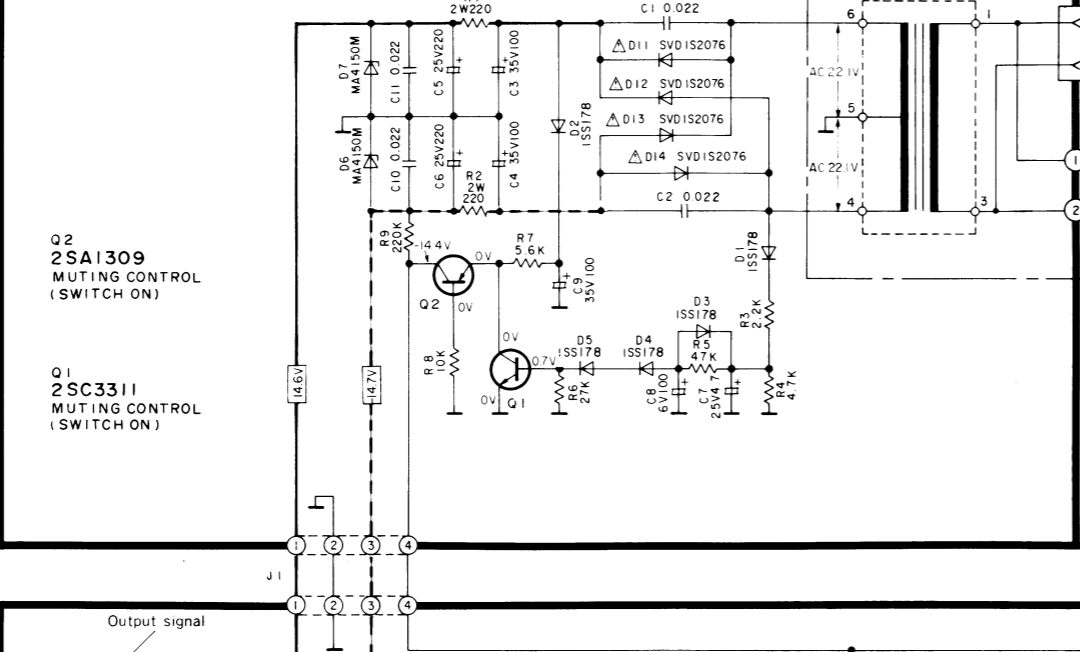 2W220
C1 0.022
6
1
D7
MA4150M
C11 0.022
C5 25V220
+
C3 35V100
+
⚠D11 SVD1S2076
⚠D12 SVD1S2076
⚠D13 SVD1S2076
⚠D14 SVD1S2076
AC 22.1V
5
D2
1SS178
D6
MA4150M
C10 0.022
C6 25V220
+
C4 35V100
+
R2
2W
220
AC 22.1V
C2 0.022
4
3
1
2
Q2
2SA1309
MUTING CONTROL
(SWITCH ON)
R9
220K
-14.4V
0V
R7
5.6K
C9
35V100
+
D1
1SS178
Q2
0V
R8
10K
0V
D3
1SS178
R3
2.2K
D5
1SS178
D4
1SS178
R5
47K
0.7V
R6
27K
C8
6V100
+
C7
25V4.7
+
R4
4.7K
0V
Q1
Q1
2SC3311
MUTING CONTROL
(SWITCH ON)
14.6V
14.7V
1 2 3 4
J1
1 2 3 4
Output signal